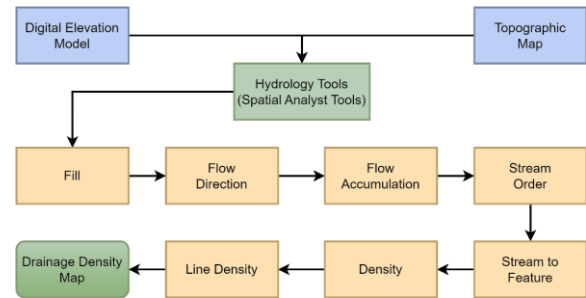 Digital Elevation
Model
Topographic
Map
Hydrology Tools
(Spatial Analyst Tools)
Fill
Flow
Direction
Flow
Accumulation
Stream
Order
Drainage Density
Map
Line Density
Density
Stream to
Feature